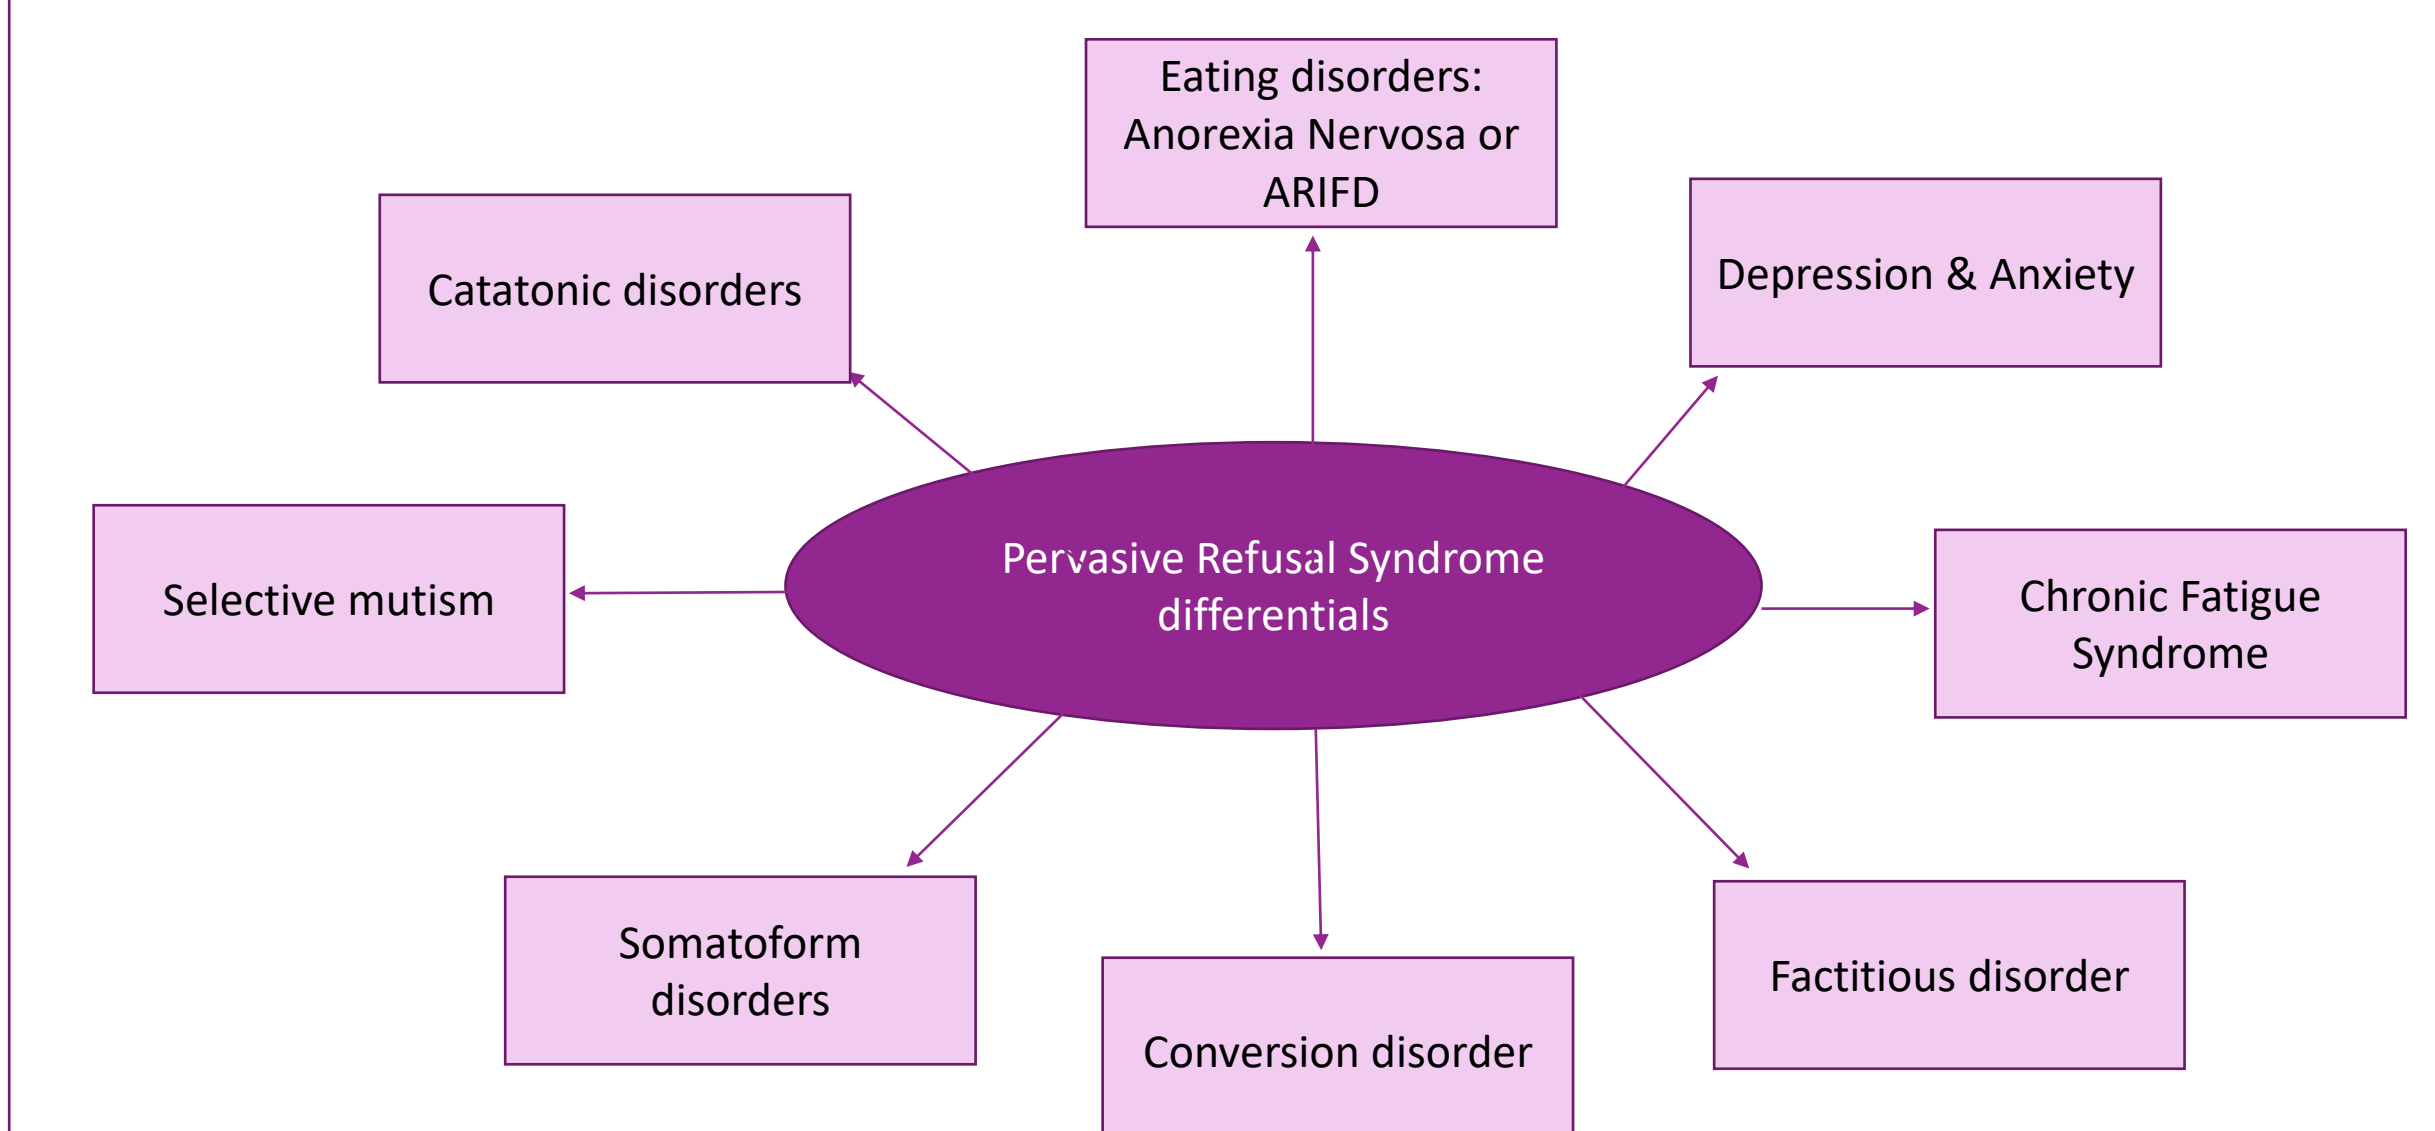 Eating disorders:
Anorexia Nervosa or
ARIFD
Catatonic disorders
Depression & Anxiety
Selective mutism
Pervasive Refusal Syndrome
differentials
Chronic Fatigue
Syndrome
Somatoform
disorders
Conversion disorder
Factitious disorder